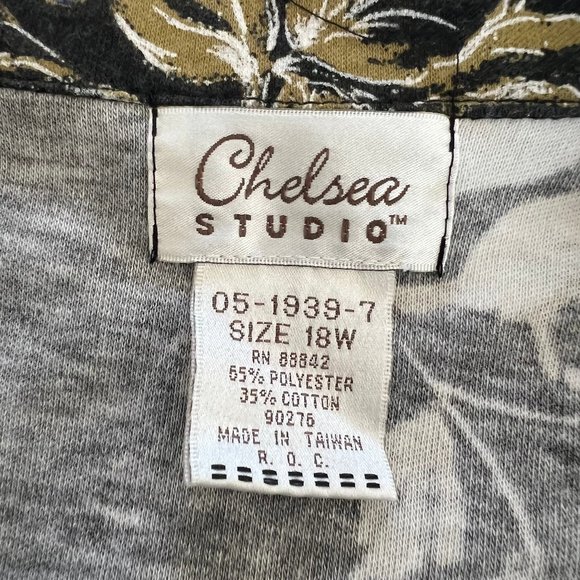 Chelsea
STUDIO™
05-1939-7
SIZE 18W
RN 88842
65% POLYESTER
35% COTTON
90276
MADE IN TAIWAN
R. O. C.